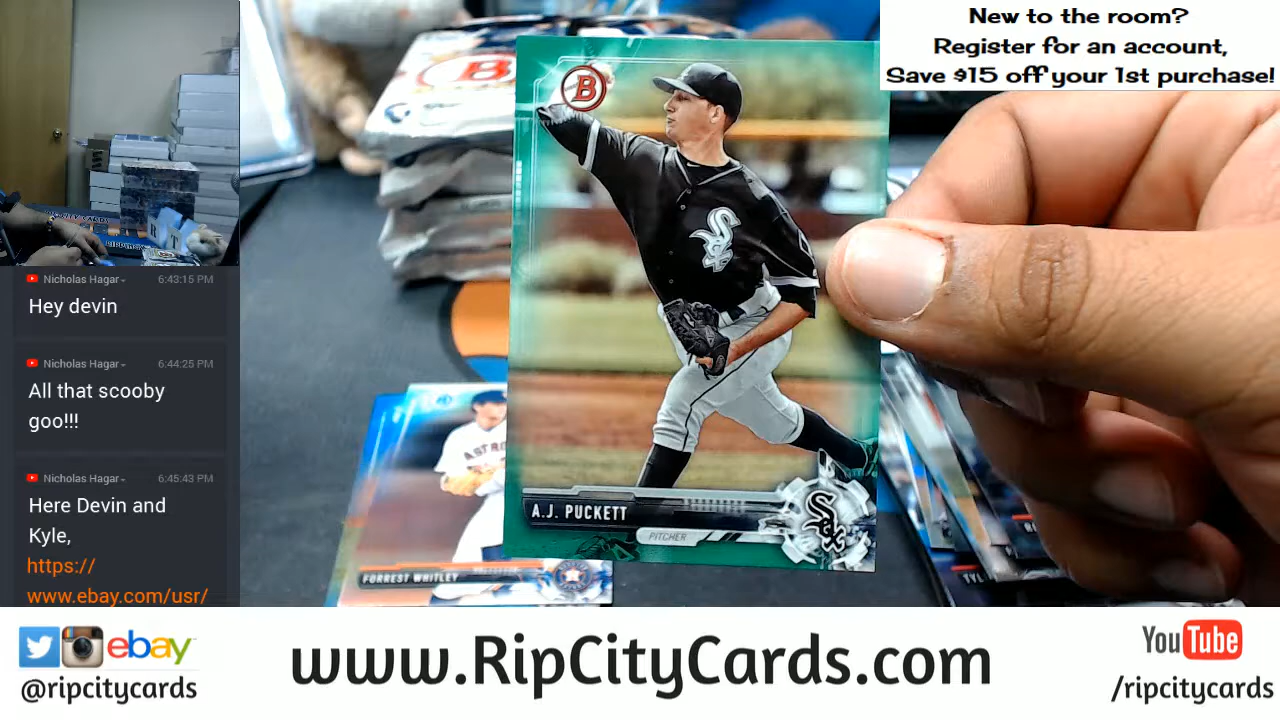 New to the room?
Register for an account,
Save $15 off your 1st purchase!
Nicholas Hagar
6:43:15 PM
Hey devin
Nicholas Hagar
6:44:25 PM
All that scooby
goo!!!
Nicholas Hagar
6:45:43 PM
Here Devin and
Kyle,
https://
www.ebay.com/usr/
B
B
Sox
A.J. PUCKETT
PITCHER
Sox
ASTRO
FORREST WHITLEY
TYL
ebay
@ripcitycards
www.RipCityCards.com
YouTube
/ripcitycards